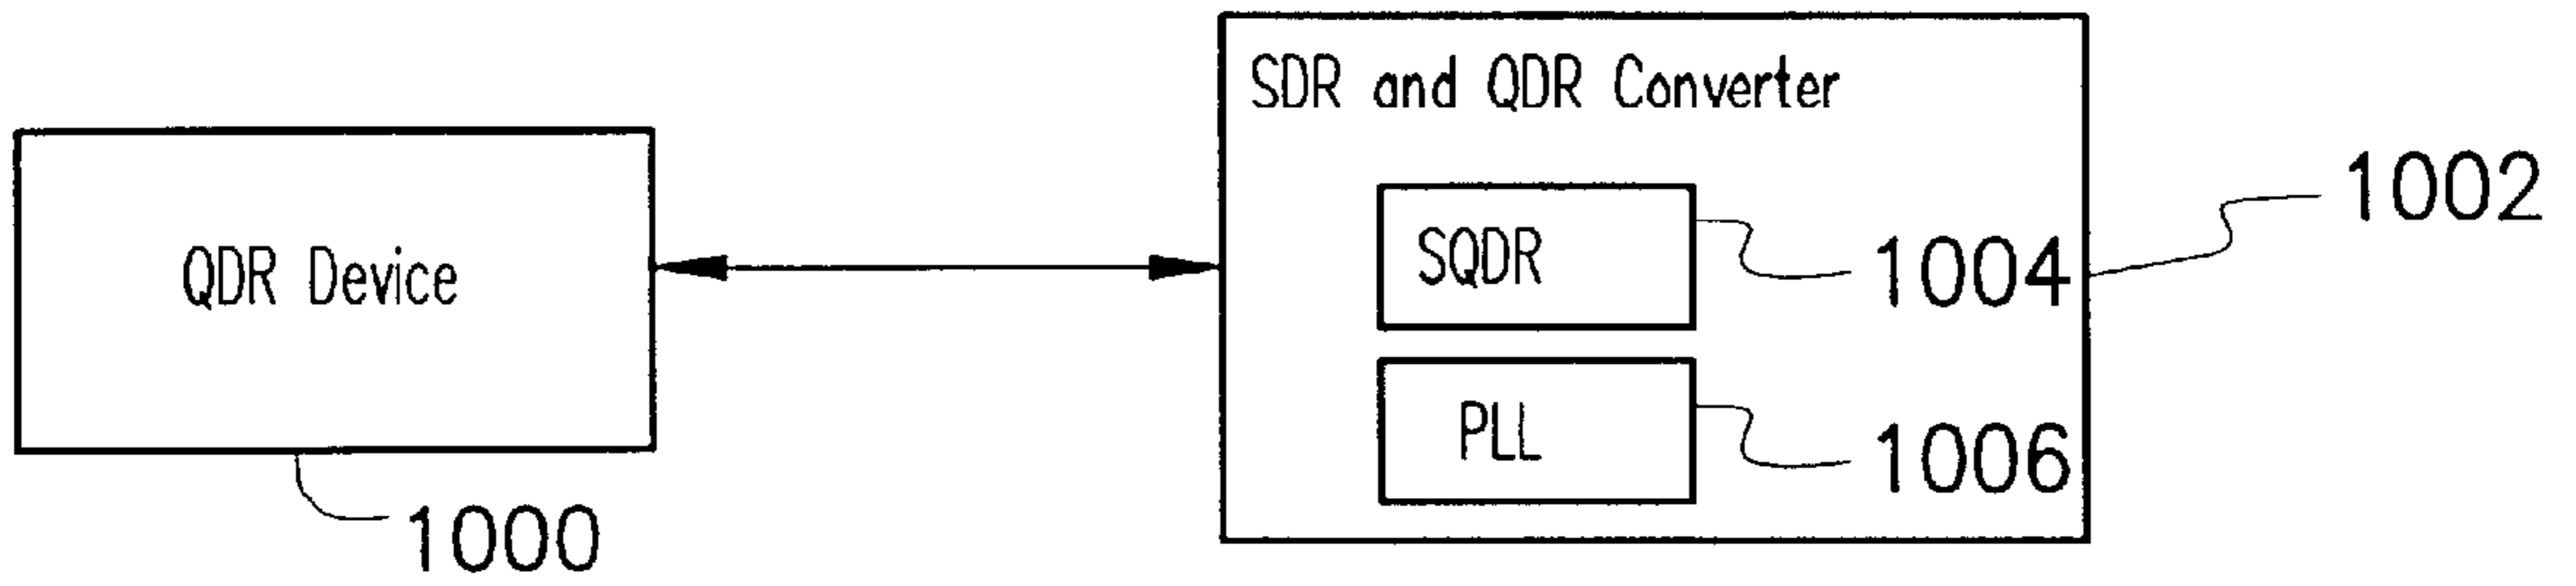 SDR and QDR Converter
1002
QDR Device
SQDR
1004
PLL
1006
1000